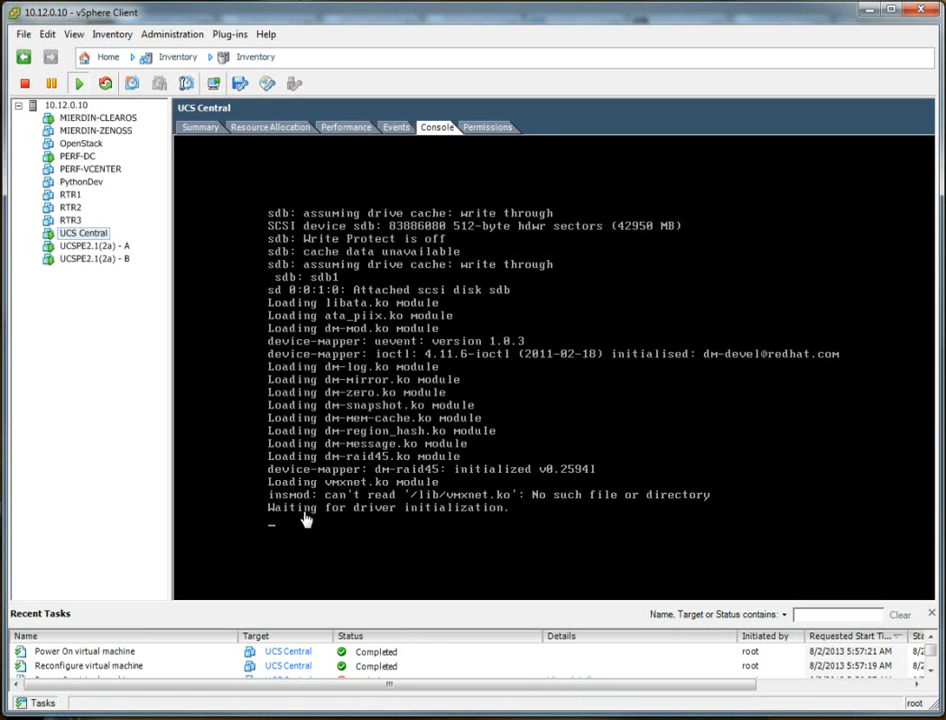 10.12.0.10 - vSphere Client
File Edit View Inventory Administration Plug-ins Help
Home Inventory Inventory
10.12.0.10
MIERDIN-CLEAROS
MIERDIN-ZENOSS
OpenStack
PERF-DC
PERF-VCENTER
PythonDev
RTR1
RTR2
RTR3
UCS Central
UCSPE2.1(2a) - A
UCSPE2.1(2a) - B
UCS Central
Summary Resource Allocation Performance Events Console Permissions
sdb: assuming drive cache: write through
SCSI device sdb: 83886080 512-byte hdwr sectors (42950 MB)
sdb: Write Protect is off
sdb: cache data unavailable
sdb: assuming drive cache: write through
sdb: sdb1
sd 0:0:1:0: Attached scsi disk sdb
Loading libata.ko module
Loading ata_piix.ko module
Loading dm-mod.ko module
device-mapper: uevent: version 1.0.3
device-mapper: ioctl: 4.11.6-ioctl (2011-02-18) initialised: dm-devel@redhat.com
Loading dm-log.ko module
Loading dm-mirror.ko module
Loading dm-zero.ko module
Loading dm-snapshot.ko module
Loading dm-mem-cache.ko module
Loading dm-region_hash.ko module
Loading dm-message.ko module
Loading dm-raid45.ko module
device-mapper: dm-raid45: initialized v0.2594l
Loading vmxnet.ko module
insmod: can't read '/lib/vmxnet.ko': No such file or directory
Waiting for driver initialization.
Recent Tasks
Name, Target or Status contains: Clear
Name Target Status Details Initiated by Requested Start Ti... Sta
Power On virtual machine UCS Central Completed root 8/2/2013 5:57:21 AM 8/2
Reconfigure virtual machine UCS Central Completed root 8/2/2013 5:57:19 AM 8/2
Tasks root